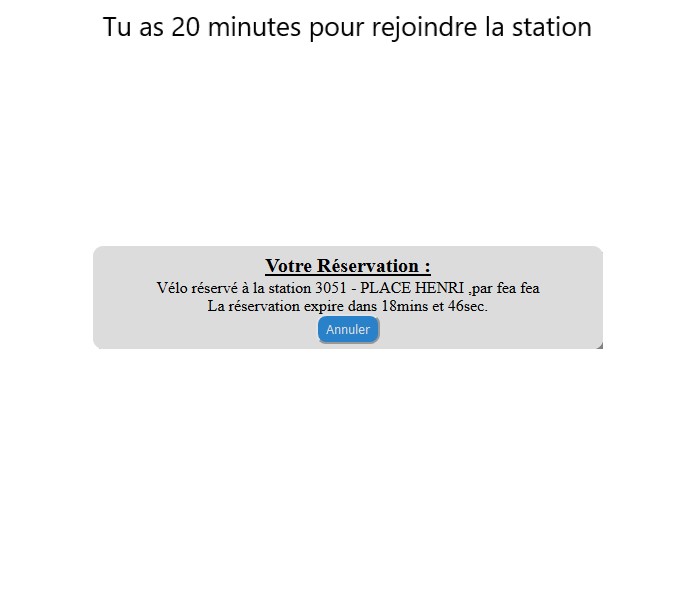 Tu as 20 minutes pour rejoindre la station
Votre Réservation :
Vélo réservé à la station 3051 - PLACE HENRI ,par fea fea
La réservation expire dans 18mins et 46sec.
Annuler